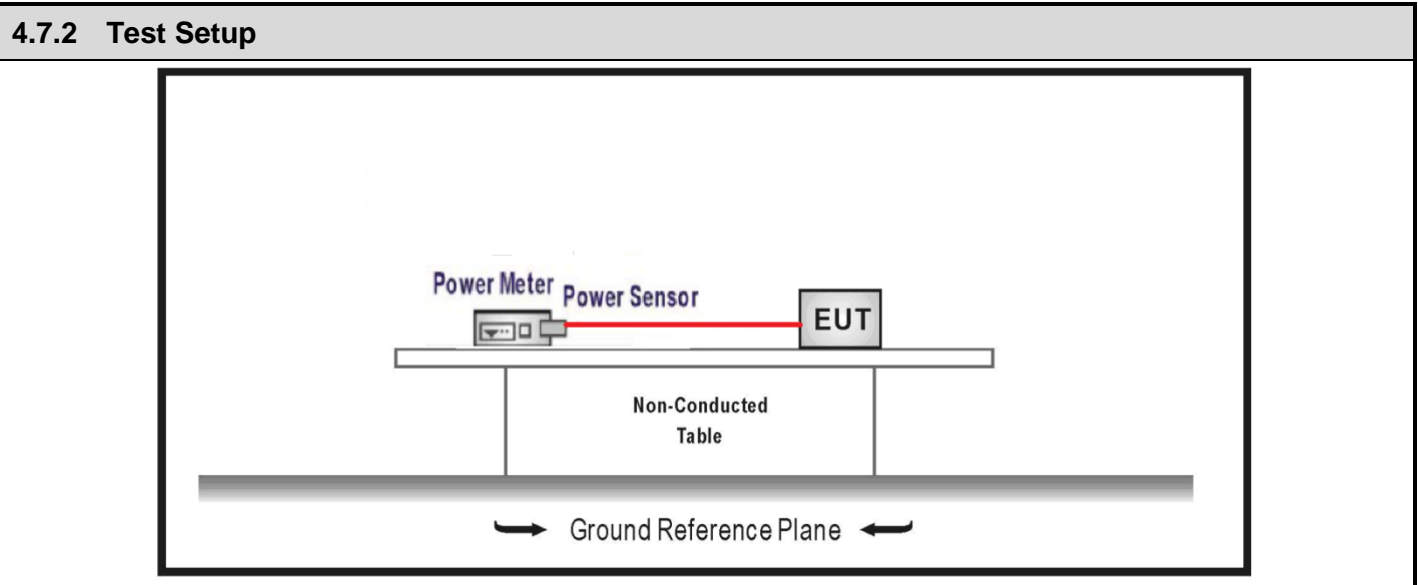 4.7.2 Test Setup
Power Meter
Power Sensor
EUT
Non-Conducted
Table
Ground Reference Plane